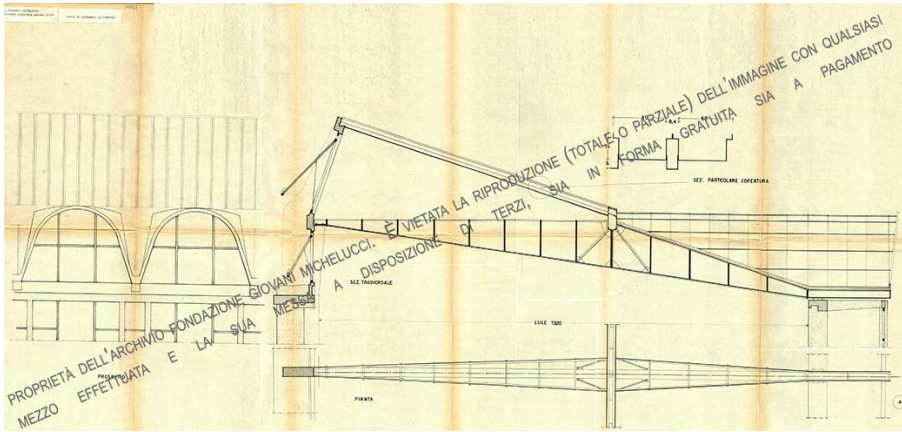 PROPRIETÀ DELL'ARCHIVIO FONDAZIONE GIOVANI MICHELUCCI. È VIETATA LA RIPRODUZIONE (TOTALE O PARZIALE) DELL'IMMAGINE CON QUALSIASI
MEZZO EFFETTUATA E LA SUA MESSA A DISPOSIZIONE DI TERZI, SIA IN FORMA GRATUITA SIA A PAGAMENTO
SEZ. PARTICOLARE COPERTURA
SEZ. TRASVERSALE
LUCE 1320
PROSPETTO
PIANTA
A